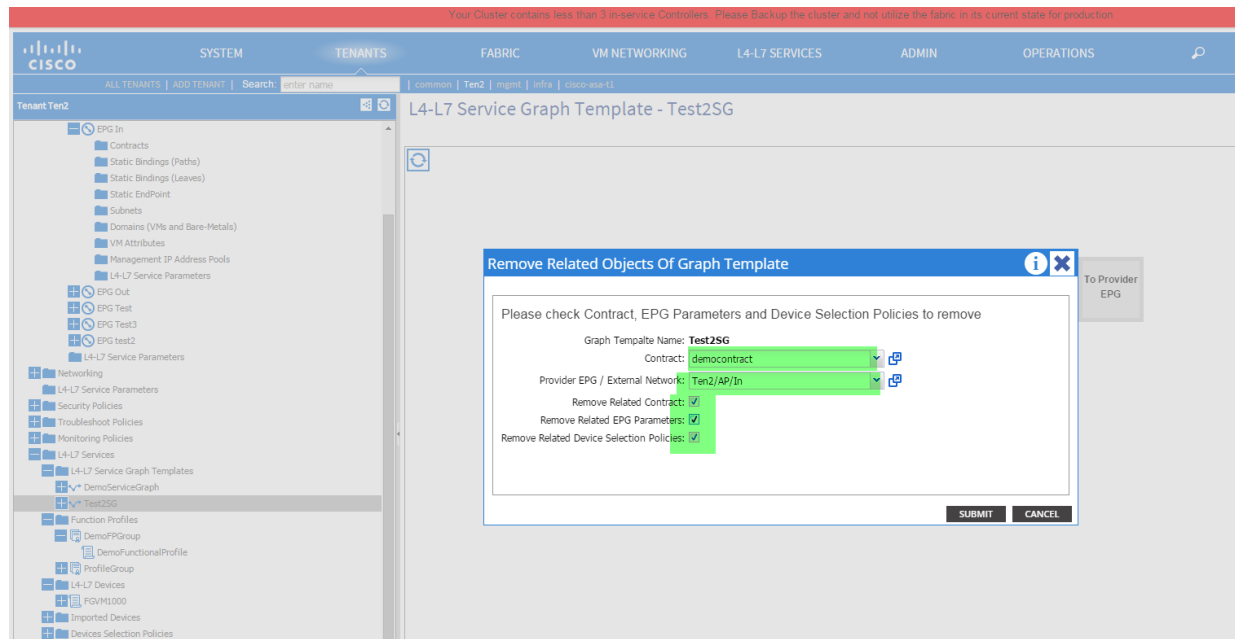 Your Cluster contains less than 3 in-service Controllers. Please Backup the cluster and not utilize the fabric in its current state for production
CISCO
SYSTEM TENANTS FABRIC VM NETWORKING L4-L7 SERVICES ADMIN OPERATIONS
ALL TENANTS | ADD TENANT | Search: enter name | common | Ten2 | mgmt | infra | cisco-asa-t1
Tenant Ten2
L4-L7 Service Graph Template - Test2SG
EPG In
Contracts
Static Bindings (Paths)
Static Bindings (Leaves)
Static EndPoint
Subnets
Domains (VMs and Bare-Metals)
VM Attributes
Management IP Address Pools
L4-L7 Service Parameters
EPG Out
EPG Test
EPG Test3
EPG test2
L4-L7 Service Parameters
Networking
L4-L7 Service Parameters
Security Policies
Troubleshoot Policies
Monitoring Policies
L4-L7 Services
L4-L7 Service Graph Templates
DemoServiceGraph
Test2SG
Function Profiles
DemoFPGroup
DemoFunctionalProfile
ProfileGroup
L4-L7 Devices
FGVM1000
Imported Devices
Devices Selection Policies
Remove Related Objects Of Graph Template
Please check Contract, EPG Parameters and Device Selection Policies to remove
Graph Tempalte Name: Test2SG
Contract: democontract
Provider EPG / External Network: Ten2/AP/In
Remove Related Contract:
Remove Related EPG Parameters:
Remove Related Device Selection Policies:
SUBMIT CANCEL
To Provider
EPG